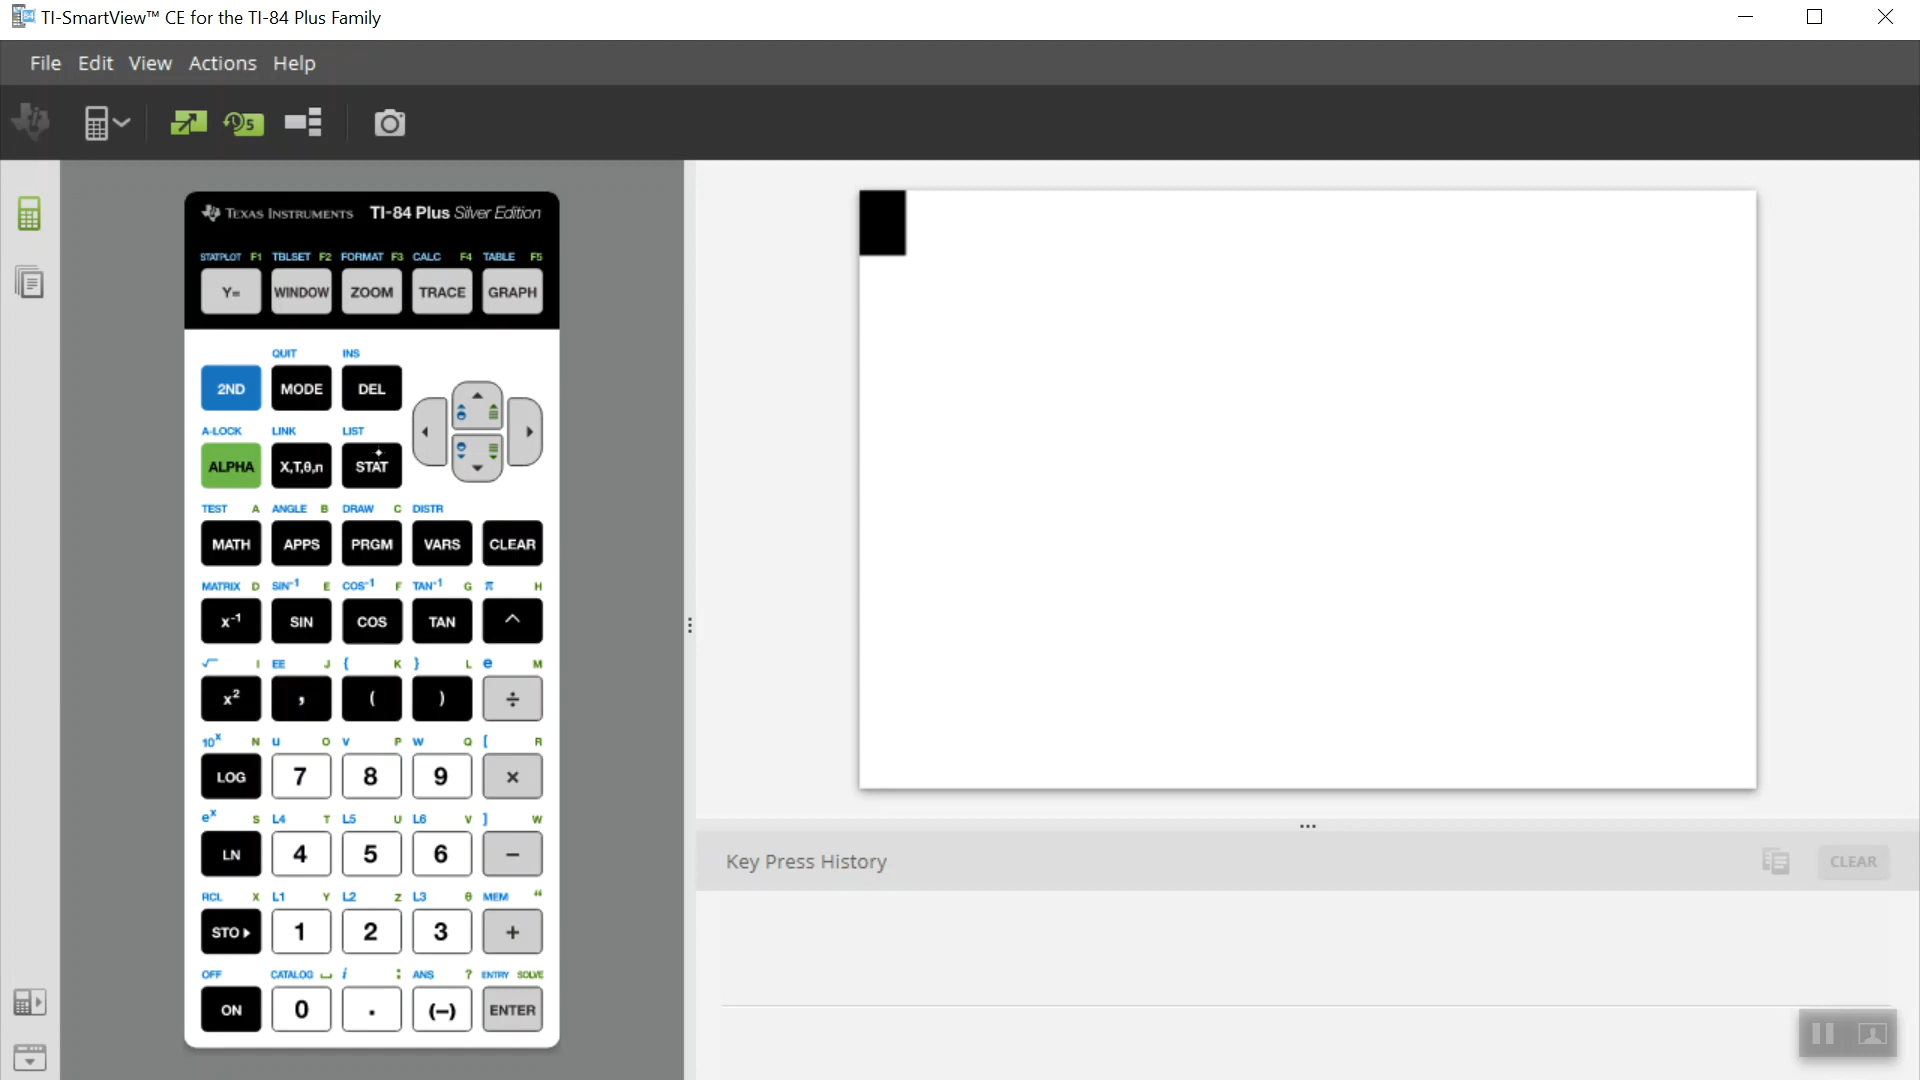 TI-SmartView™ CE for the TI-84 Plus Family
File Edit View Actions Help
5
TEXAS INSTRUMENTS TI-84 Plus Silver Edition
STATPLOT F1 TBLSET F2 FORMAT F3 CALC F4 TABLE F5
Y= WINDOW ZOOM TRACE GRAPH
QUIT INS
2ND MODE DEL
A-LOCK LINK LIST
ALPHA X,T,θ,n STAT
TEST A ANGLE B DRAW C DISTR
MATH APPS PRGM VARS CLEAR
MATRIX D SIN⁻¹ E COS⁻¹ F TAN⁻¹ G π H
x⁻¹ SIN COS TAN ^
√ I EE J { K } L e M
x² , ( ) ÷
10ˣ N u O v P w Q [ R
LOG 7 8 9 ×
eˣ S L4 T L5 U L6 V ] W
LN 4 5 6 −
RCL X L1 Y L2 Z L3 θ MEM “
STO▸ 1 2 3 +
OFF CATALOG ⎵ i : ANS ? ENTRY SOLVE
ON 0 . (−) ENTER
Key Press History
CLEAR